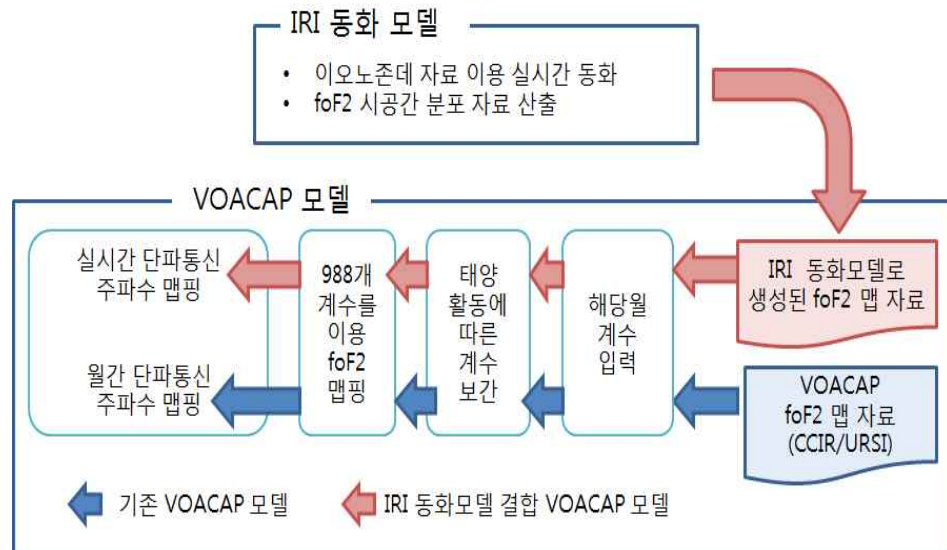 IRI 동화 모델
• 이오노존데 자료 이용 실시간 동화
• foF2 시공간 분포 자료 산출
VOACAP 모델
실시간 단파통신
주파수 맵핑
월간 단파통신
주파수 맵핑
988개
계수를
이용
foF2
맵핑
태양
활동에
따른
계수
보간
해당월
계수
입력
IRI 동화모델로
생성된 foF2 맵 자료
VOACAP
foF2 맵 자료
(CCIR/URSI)
기존 VOACAP 모델
IRI 동화모델 결합 VOACAP 모델